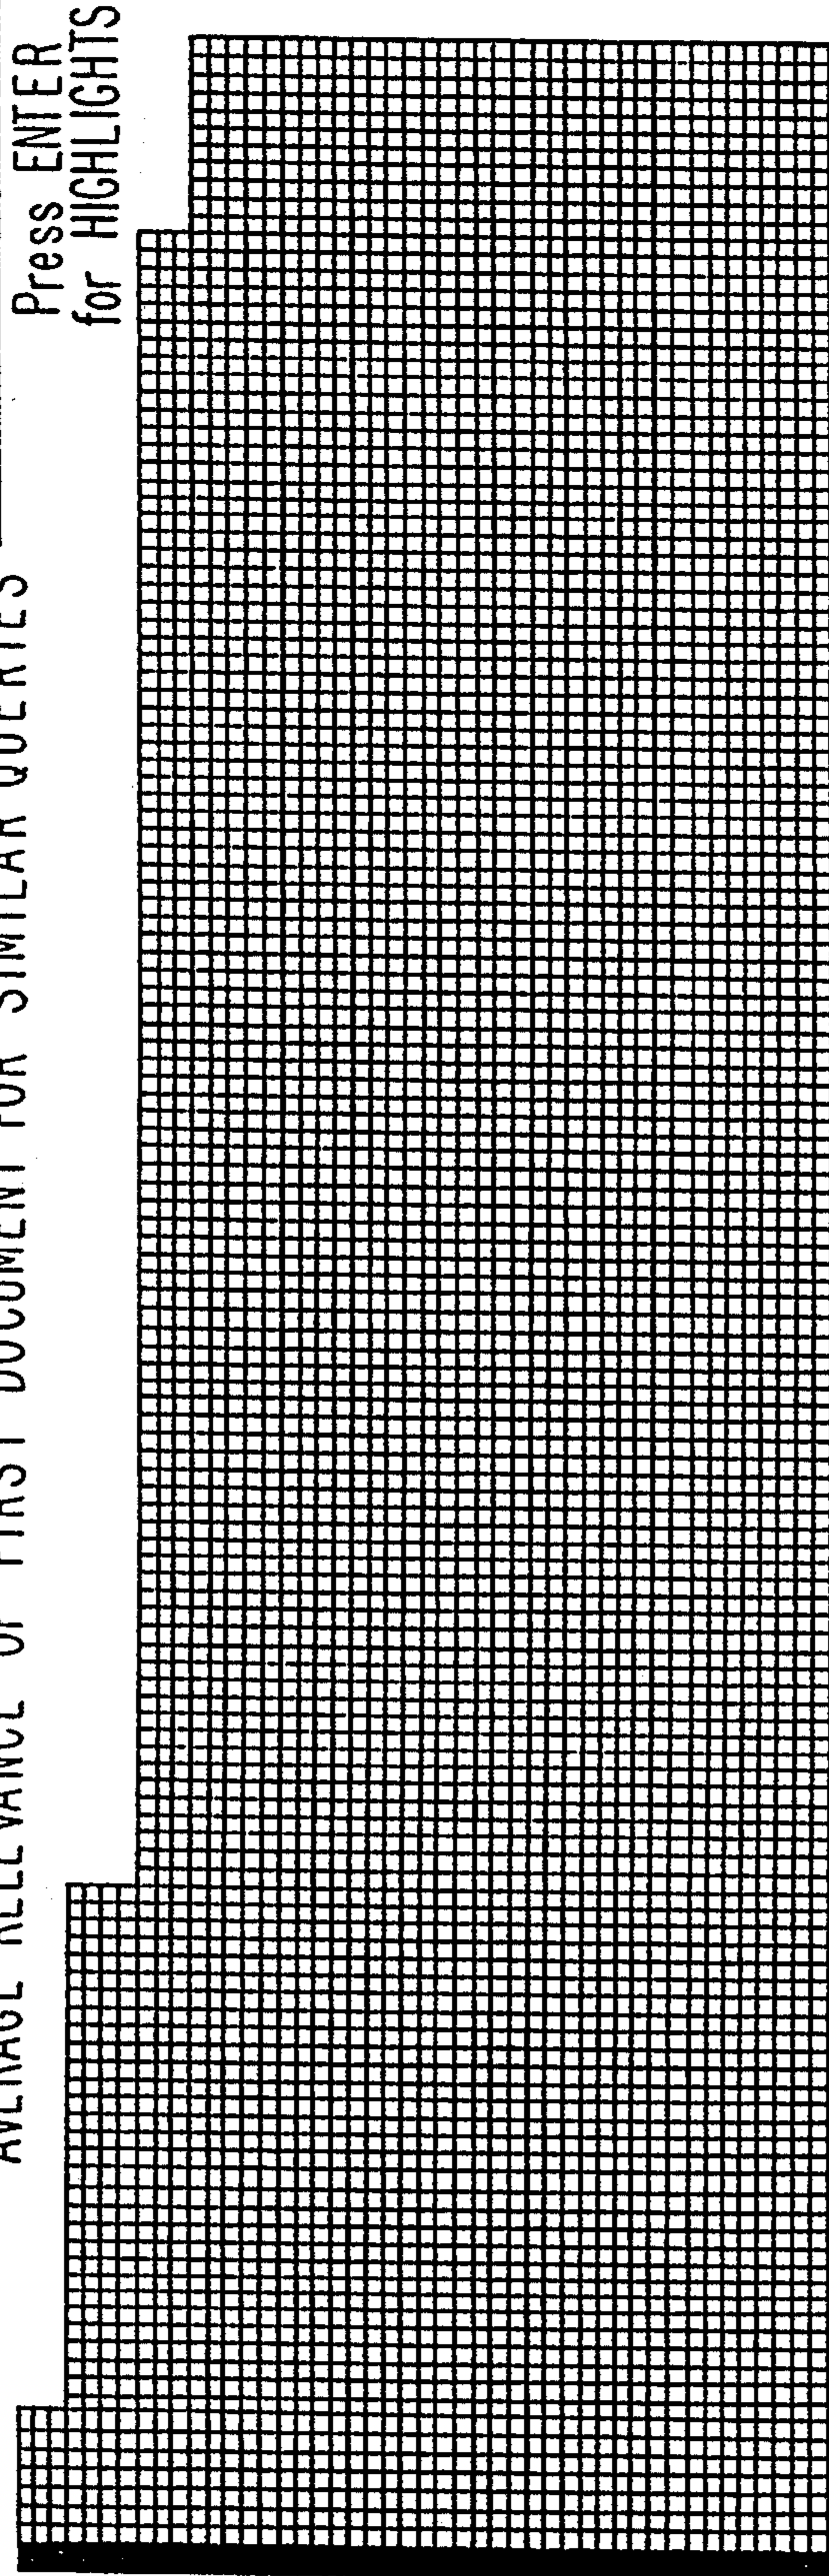 AVERAGE RELEVANCE OF FIRST DOCUMENT FOR SIMILAR QUERIES
Press ENTER
for HIGHLIGHTS